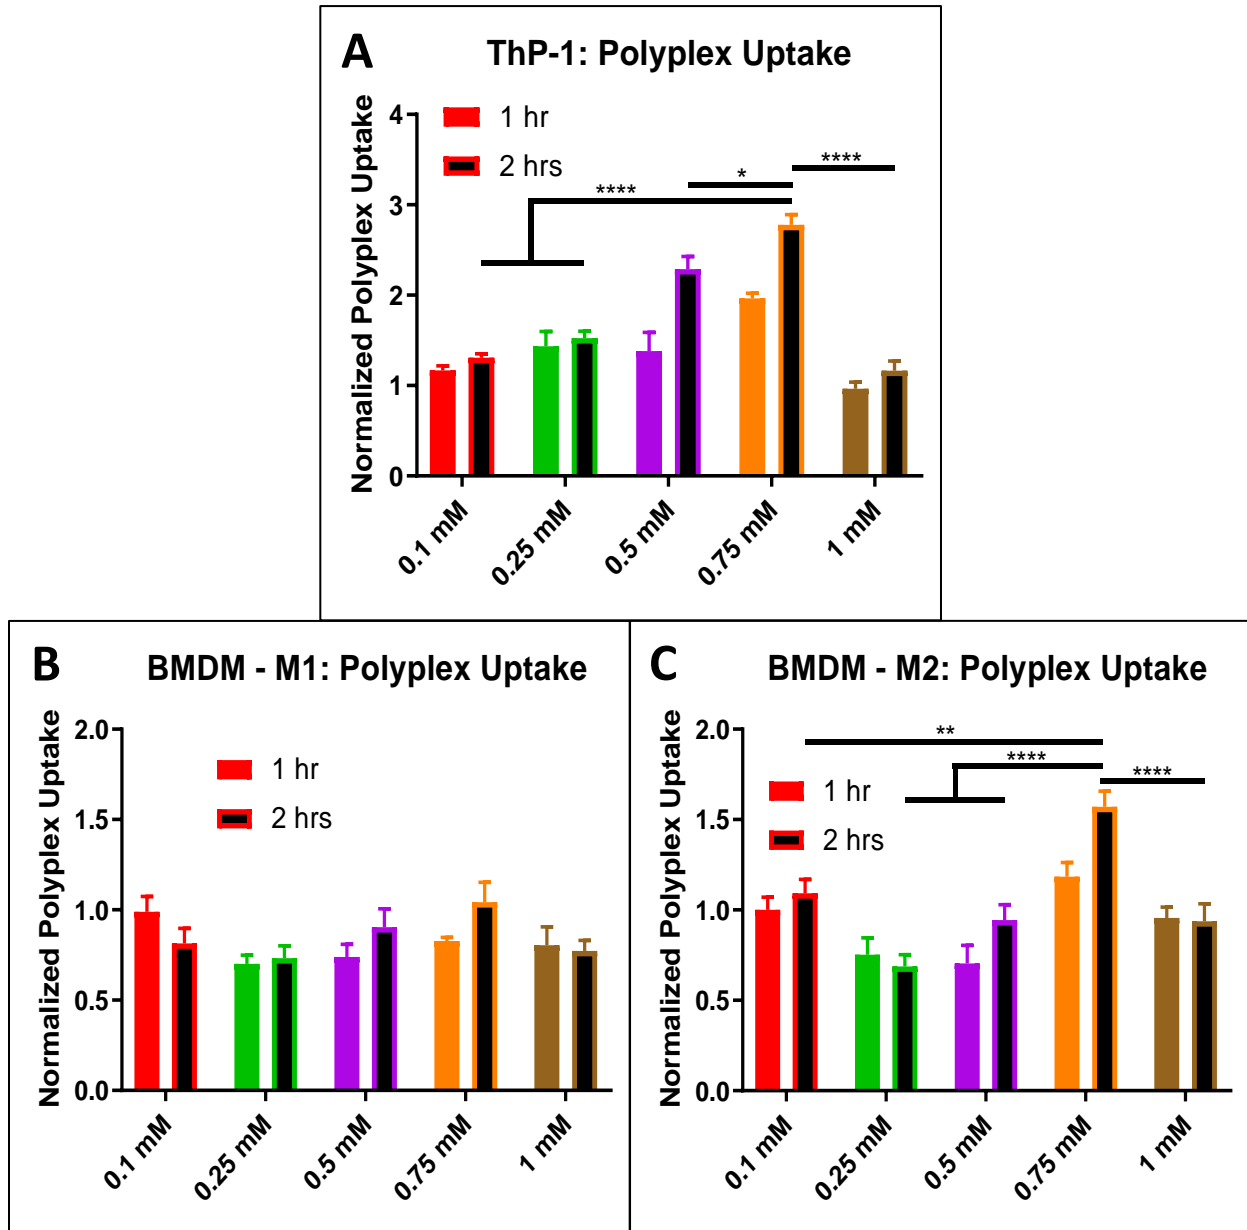 A
ThP-1: Polyplex Uptake
Normalized Polyplex Uptake
1 hr
2 hrs
4
3
2
1
0
****
*
****
0.1 mM
0.25 mM
0.5 mM
0.75 mM
1 mM
B
BMDM - M1: Polyplex Uptake
Normalized Polyplex Uptake
1 hr
2 hrs
2.0
1.5
1.0
0.5
0.0
0.1 mM
0.25 mM
0.5 mM
0.75 mM
1 mM
C
BMDM - M2: Polyplex Uptake
Normalized Polyplex Uptake
1 hr
2 hrs
2.0
1.5
1.0
0.5
0.0
**
****
****
0.1 mM
0.25 mM
0.5 mM
0.75 mM
1 mM